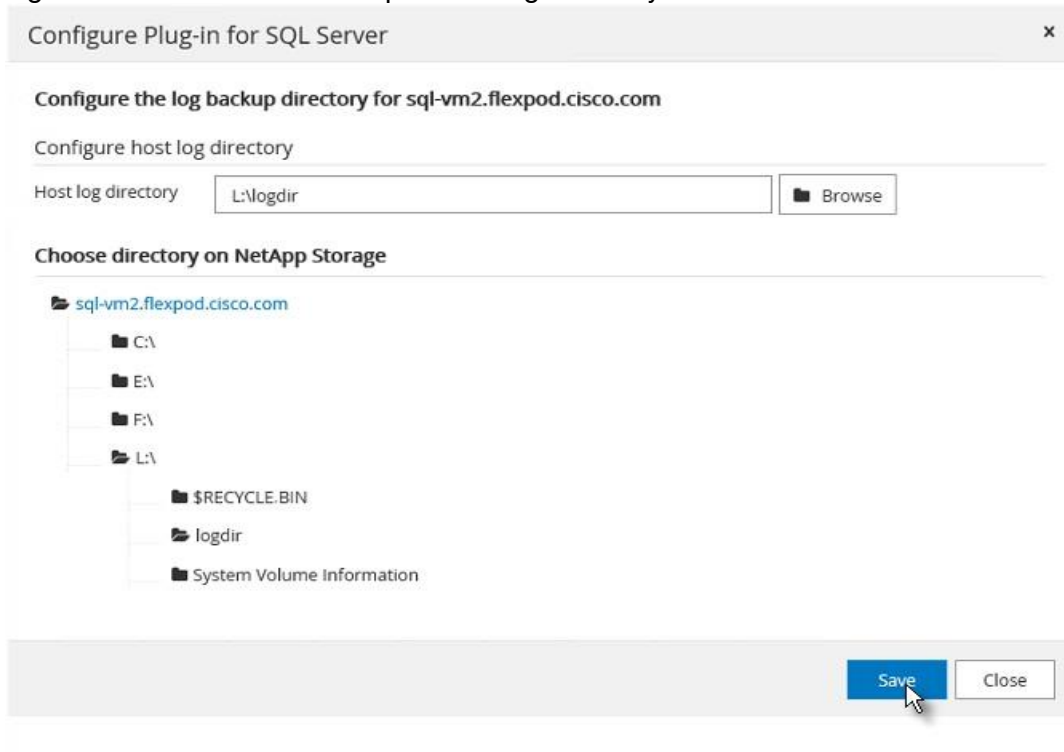 Configure Plug-in for SQL Server x
Configure the log backup directory for sql-vm2.flexpod.cisco.com
Configure host log directory
Host log directory L:\logdir Browse
Choose directory on NetApp Storage
sql-vm2.flexpod.cisco.com
C:\
E:\
F:\
L:\
$RECYCLE.BIN
logdir
System Volume Information
Save Close